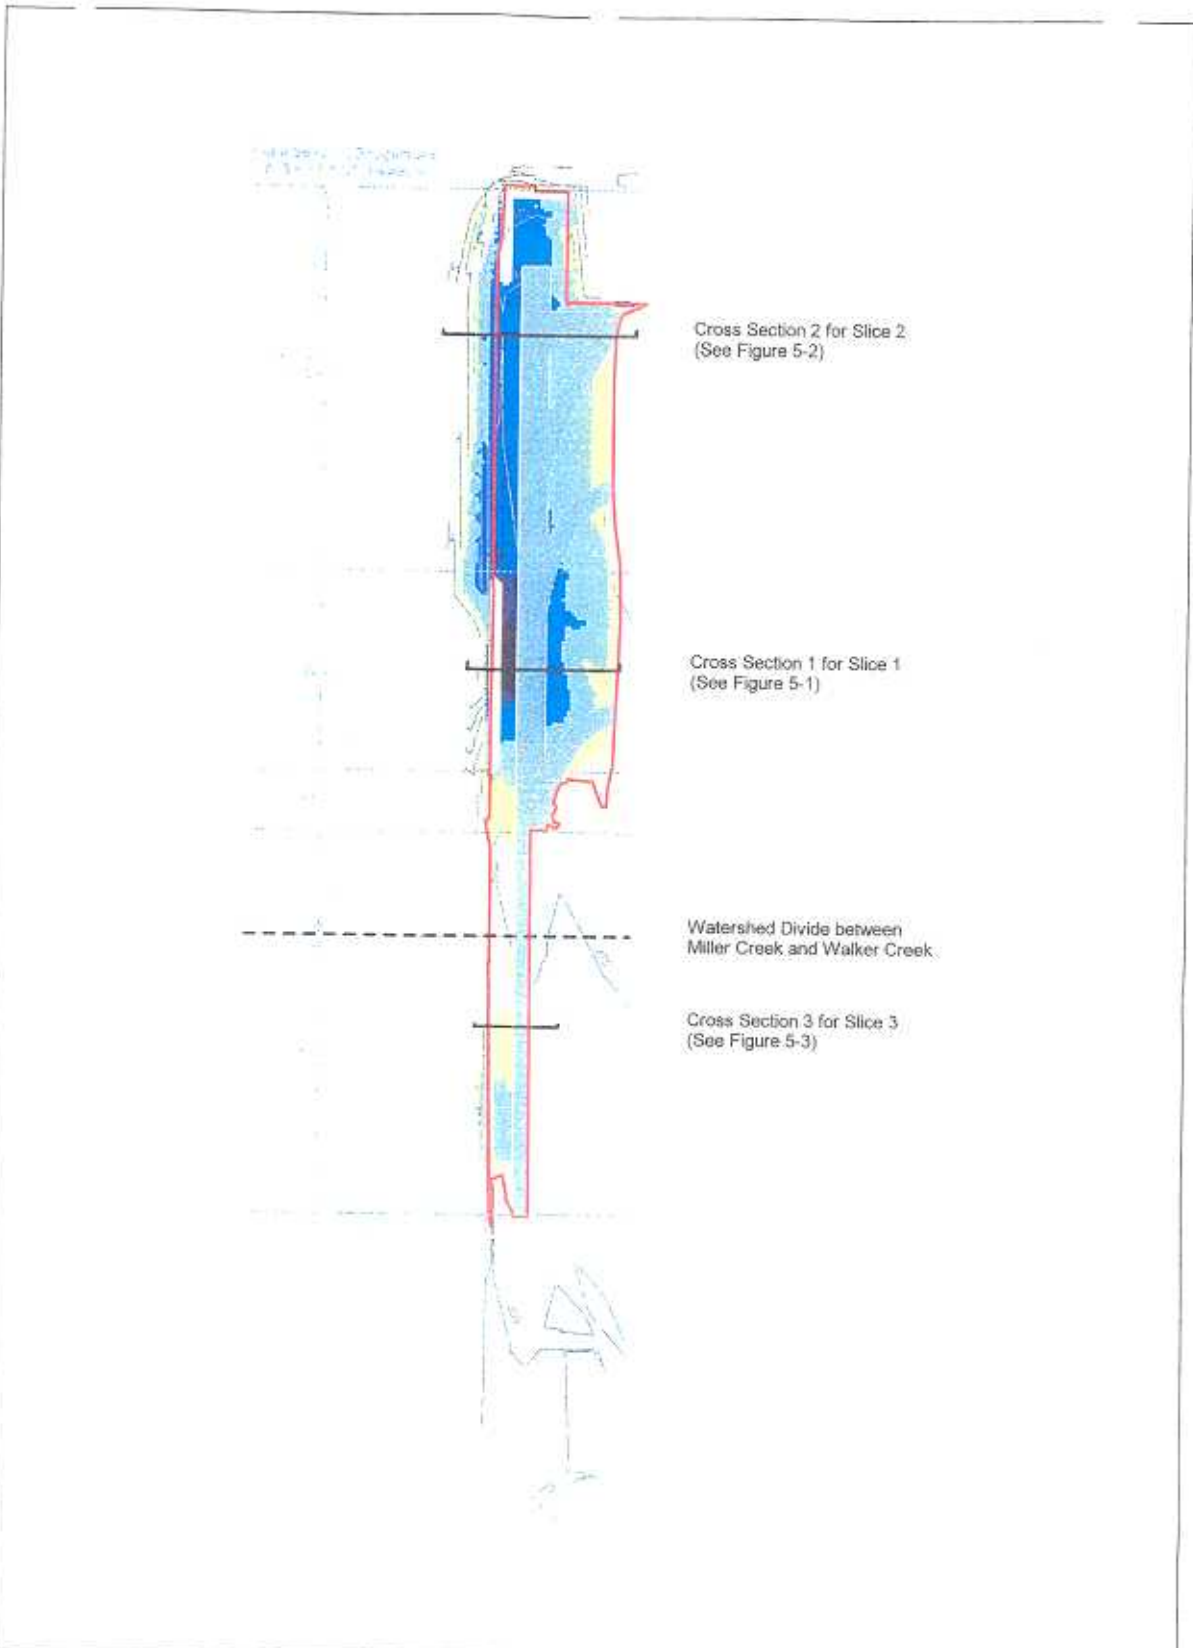 Cross Section 2 for Slice 2
(See Figure 5-2)
Cross Section 1 for Slice 1
(See Figure 5-1)
Watershed Divide between
Miller Creek and Walker Creek
Cross Section 3 for Slice 3
(See Figure 5-3)